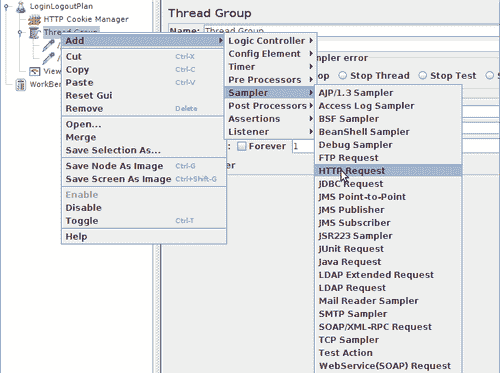 LoginLogoutPlan
HTTP Cookie Manager
Thread Group
View
WorkBen
Thread Group
Name: Thread Group
mpler error
op Stop Thread Stop Test S
: Forever 1
er
Add
Cut Ctrl-X
Copy Ctrl-C
Paste Ctrl-V
Reset Gui
Remove Delete
Open...
Merge
Save Selection As...
Save Node As Image Ctrl-G
Save Screen As Image Ctrl+Shift-G
Enable
Disable
Toggle Ctrl-T
Help
Logic Controller
Config Element
Timer
Pre Processors
Sampler
Post Processors
Assertions
Listener
AJP/1.3 Sampler
Access Log Sampler
BSF Sampler
BeanShell Sampler
Debug Sampler
FTP Request
HTTP Request
JDBC Request
JMS Point-to-Point
JMS Publisher
JMS Subscriber
JSR223 Sampler
JUnit Request
Java Request
LDAP Extended Request
LDAP Request
Mail Reader Sampler
SMTP Sampler
SOAP/XML-RPC Request
TCP Sampler
Test Action
WebService(SOAP) Request